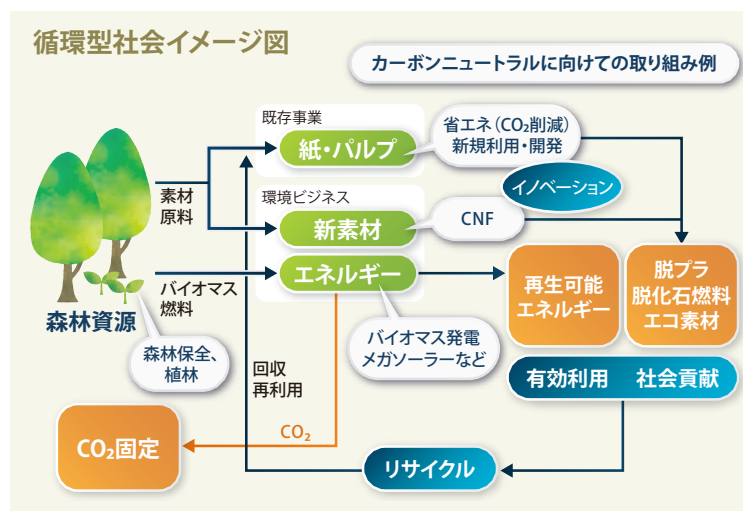 循環型社会イメージ図
カーボンニュートラルに向けての取り組み例
既存事業
紙・パルプ
省エネ（CO₂削減）
新規利用・開発
イノベーション
素材
原料
環境ビジネス
新素材
CNF
エネルギー
バイオマス
燃料
森林資源
森林保全、
植林
バイオマス発電
メガソーラーなど
再生可能
エネルギー
脱プラ
脱化石燃料
エコ素材
回収
再利用
有効利用　社会貢献
CO₂
CO₂固定
リサイクル